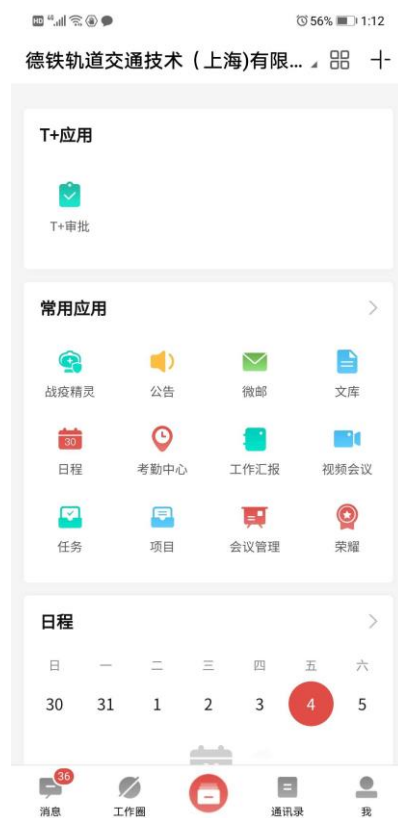 HD 56% 1:12
德铁轨道交通技术（上海)有限...
T+应用
T+审批
常用应用
战疫精灵 公告 微邮 文库
30
日程 考勤中心 工作汇报 视频会议
任务 项目 会议管理 荣耀
日程
日 一 二 三 四 五 六
30 31 1 2 3 4 5
36
消息 工作圈 通讯录 我